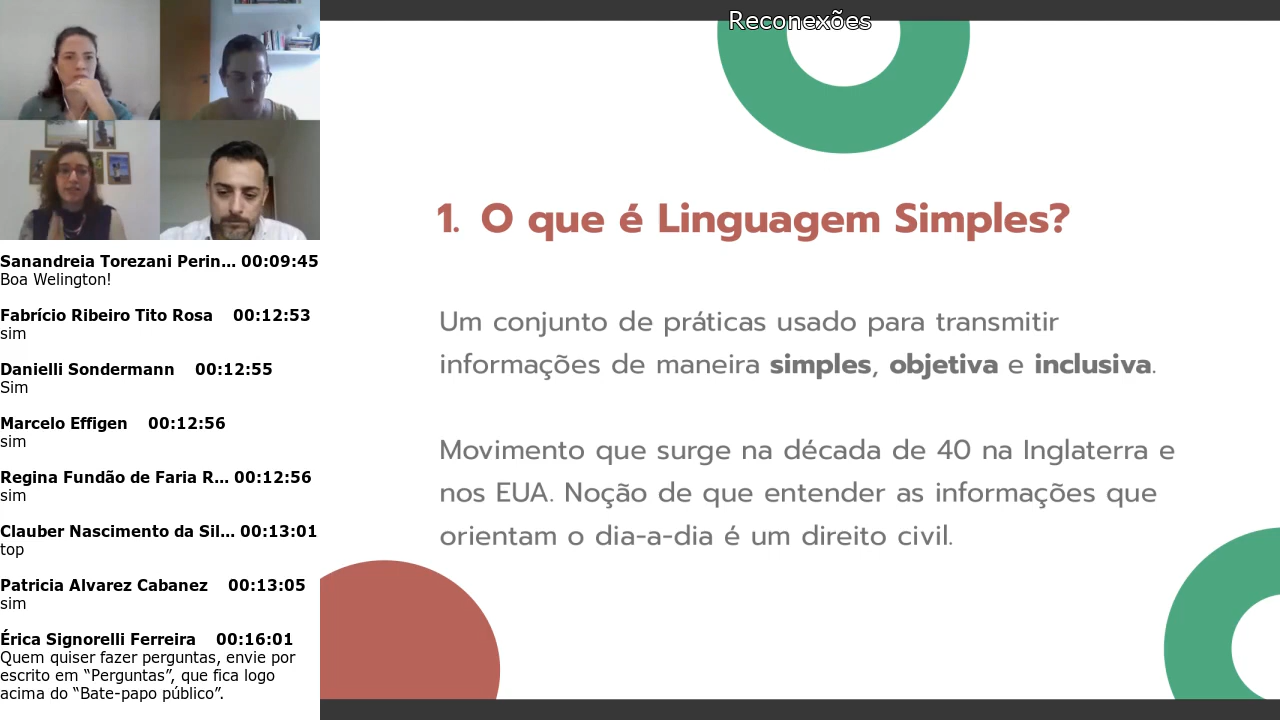 Reconexões
Sanandreia Torezani Perin... 00:09:45
Boa Welington!
Fabrício Ribeiro Tito Rosa 00:12:53
sim
Danielli Sondermann 00:12:55
Sim
Marcelo Effigen 00:12:56
sim
Regina Fundão de Faria R... 00:12:56
sim
Clauber Nascimento da Sil... 00:13:01
top
Patricia Alvarez Cabanez 00:13:05
sim
Érica Signorelli Ferreira 00:16:01
Quem quiser fazer perguntas, envie por
escrito em “Perguntas”, que fica logo
acima do “Bate-papo público”.
1. O que é Linguagem Simples?
Um conjunto de práticas usado para transmitir
informações de maneira simples, objetiva e inclusiva.
Movimento que surge na década de 40 na Inglaterra e
nos EUA. Noção de que entender as informações que
orientam o dia-a-dia é um direito civil.